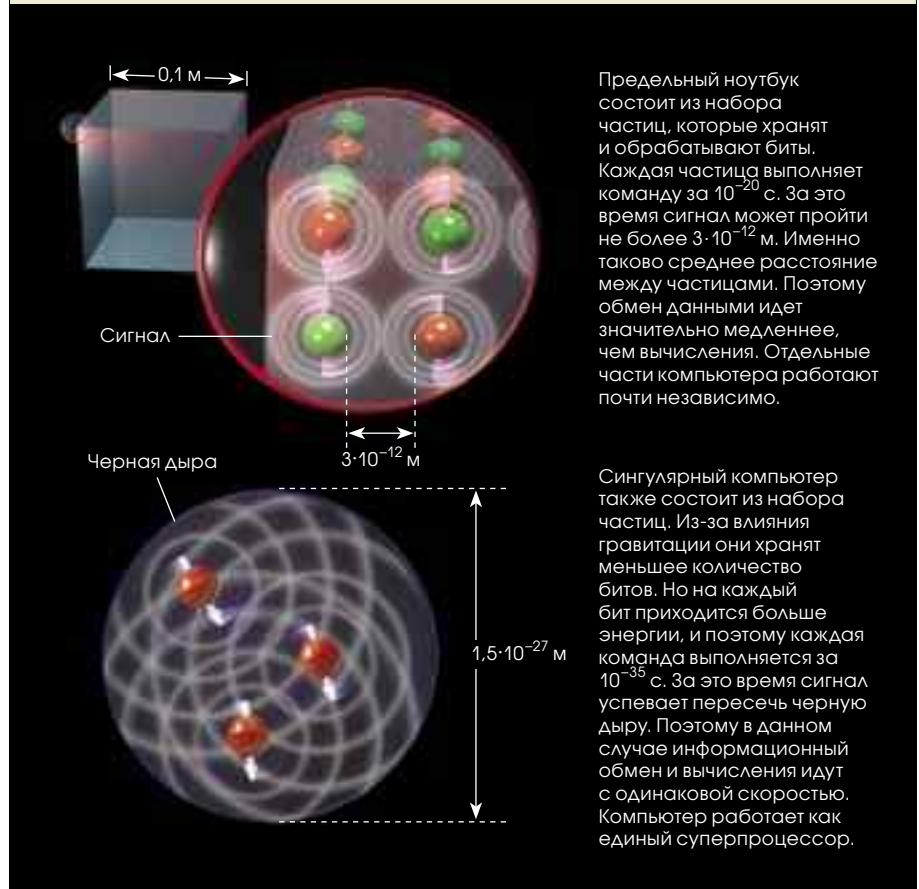 0,1 м
Предельный ноутбук
состоит из набора
частиц, которые хранят
и обрабатывают биты.
Каждая частица выполняет
команду за 10⁻²⁰ с. За это
время сигнал может пройти
не более 3·10⁻¹² м. Именно
таково среднее расстояние
между частицами. Поэтому
обмен данными идет
значительно медленнее,
чем вычисления. Отдельные
части компьютера работают
почти независимо.
Сигнал
3·10⁻¹² м
Черная дыра
Сингулярный компьютер
также состоит из набора
частиц. Из-за влияния
гравитации они хранят
меньшее количество
битов. Но на каждый
бит приходится больше
энергии, и поэтому каждая
команда выполняется за
10⁻³⁵ с. За это время сигнал
успевает пересечь черную
дыру. Поэтому в данном
случае информационный
обмен и вычисления идут
с одинаковой скоростью.
Компьютер работает как
единый суперпроцессор.
1,5·10⁻²⁷ м